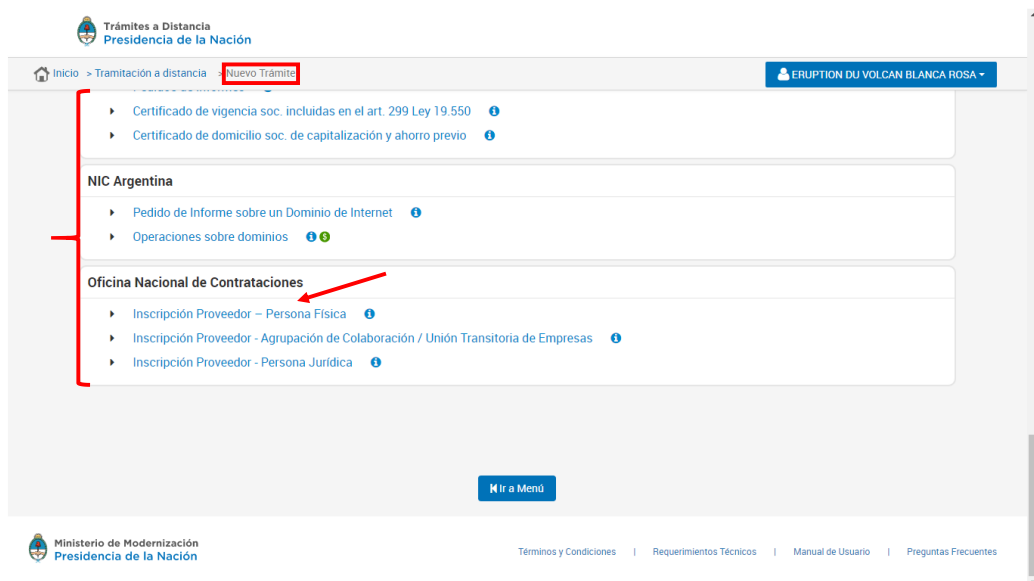 Trámites a Distancia
Presidencia de la Nación
Inicio > Tramitación a distancia > Nuevo Trámite
ERUPTION DU VOLCAN BLANCA ROSA
Certificado de vigencia soc. incluidas en el art. 299 Ley 19.550
Certificado de domicilio soc. de capitalización y ahorro previo
NIC Argentina
Pedido de Informe sobre un Dominio de Internet
Operaciones sobre dominios
Oficina Nacional de Contrataciones
Inscripción Proveedor – Persona Física
Inscripción Proveedor - Agrupación de Colaboración / Unión Transitoria de Empresas
Inscripción Proveedor - Persona Jurídica
Ir a Menú
Ministerio de Modernización
Presidencia de la Nación
Términos y Condiciones | Requerimientos Técnicos | Manual de Usuario | Preguntas Frecuentes